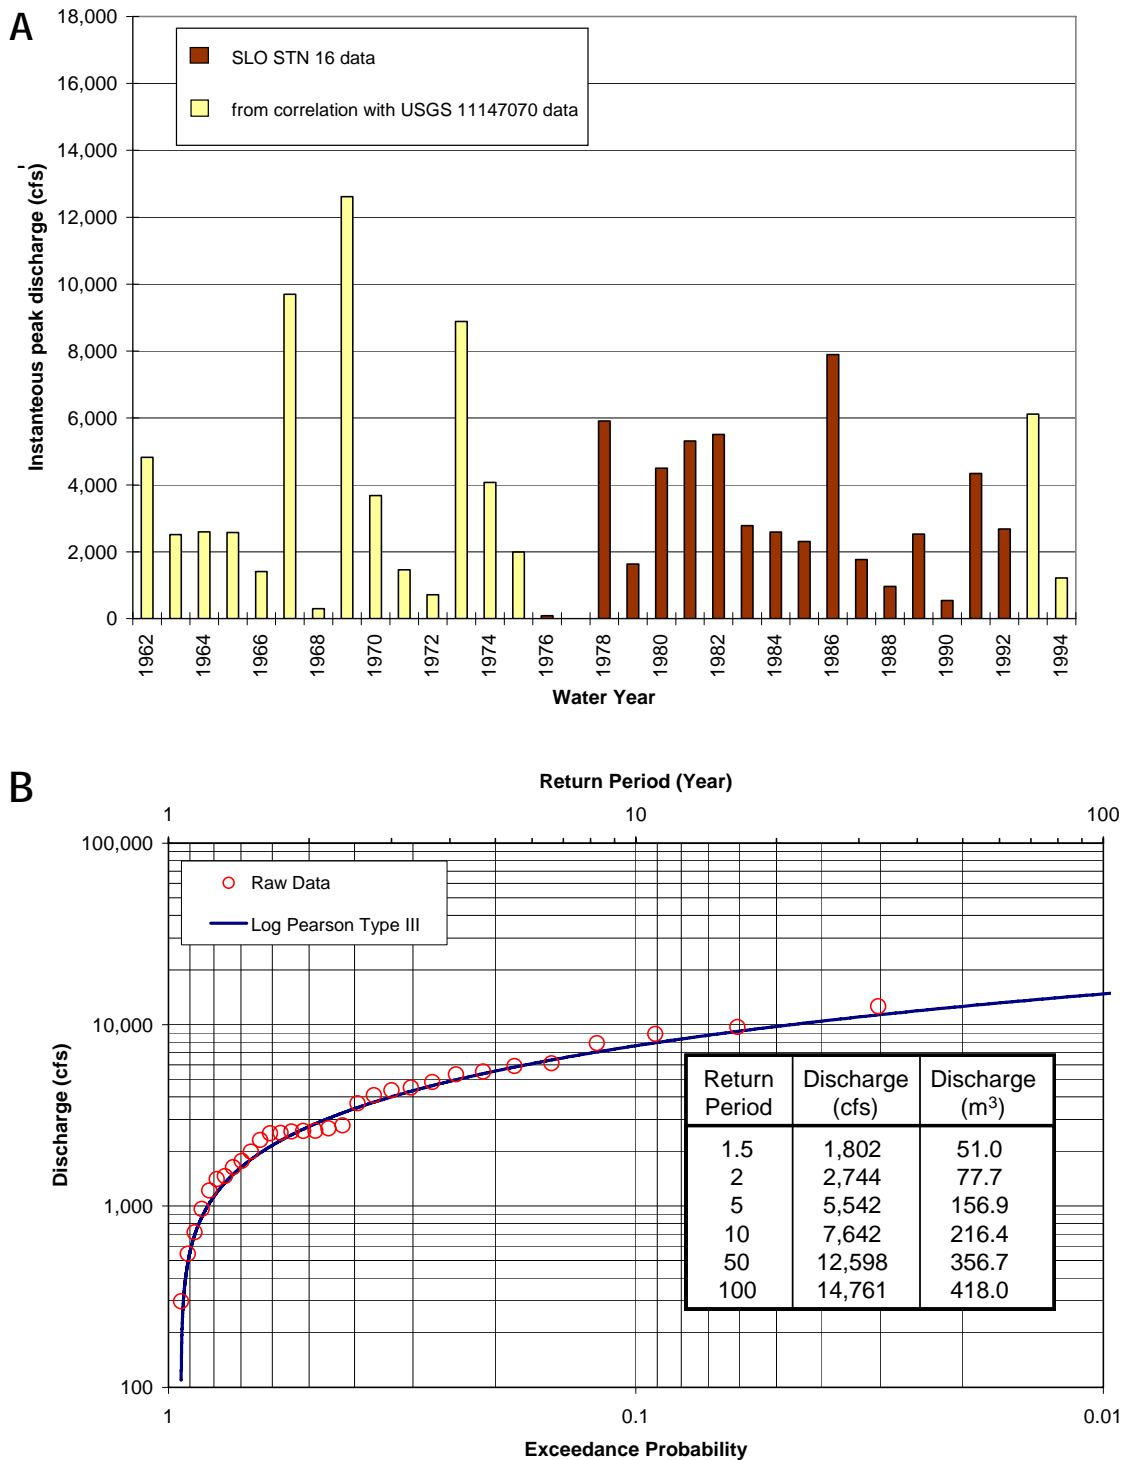 A
18,000
16,000
14,000
12,000
10,000
8,000
6,000
4,000
2,000
0
Instanteous peak discharge (cfs)
SLO STN 16 data
from correlation with USGS 11147070 data
1962 1964 1966 1968 1970 1972 1974 1976 1978 1980 1982 1984 1986 1988 1990 1992 1994
Water Year
B
Return Period (Year)
1 10 100
100,000
10,000
1,000
100
Discharge (cfs)
Raw Data
Log Pearson Type III
Return Discharge Discharge
Period (cfs) (m³)
1.5 1,802 51.0
2 2,744 77.7
5 5,542 156.9
10 7,642 216.4
50 12,598 356.7
100 14,761 418.0
1 0.1 0.01
Exceedance Probability